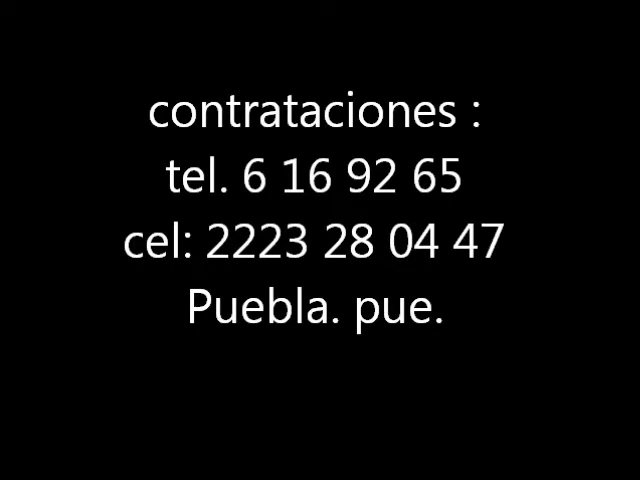 contrataciones :
tel. 6 16 92 65
cel: 2223 28 04 47
Puebla. pue.